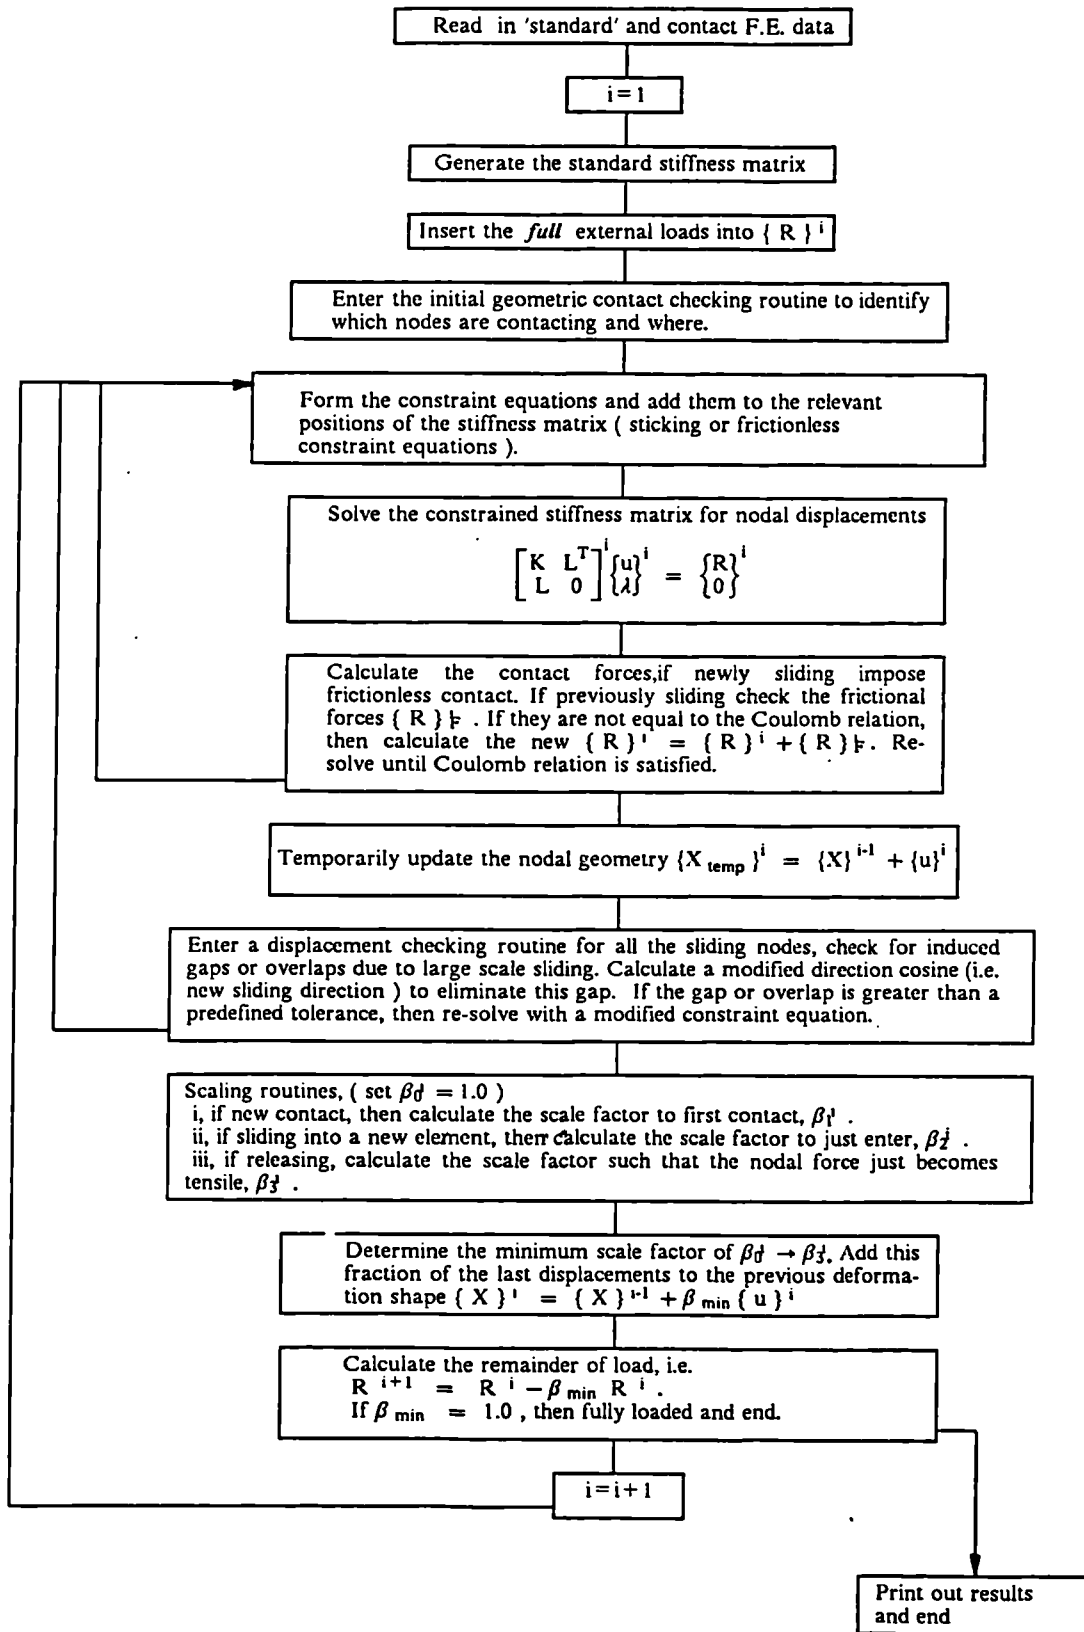 Read in 'standard' and contact F.E. data
i = 1
Generate the standard stiffness matrix
Insert the full external loads into { R } i
Enter the initial geometric contact checking routine to identify
which nodes are contacting and where.
Form the constraint equations and add them to the relevant
positions of the stiffness matrix ( sticking or frictionless
constraint equations ).
Solve the constrained stiffness matrix for nodal displacements
[K L^T; L 0]^i {u; λ}^i = {R; 0}^i
Calculate the contact forces,if newly sliding impose
frictionless contact. If previously sliding check the frictional
forces { R }_F^i . If they are not equal to the Coulomb relation,
then calculate the new { R }^i = { R }^i + { R }_F^i. Re-
solve until Coulomb relation is satisfied.
Temporarily update the nodal geometry {X_temp}^i = {X}^i-1 + {u}^i
Enter a displacement checking routine for all the sliding nodes, check for induced
gaps or overlaps due to large scale sliding. Calculate a modified direction cosine (i.e.
new sliding direction ) to eliminate this gap. If the gap or overlap is greater than a
predefined tolerance, then re-solve with a modified constraint equation.
Scaling routines, ( set β_0^i = 1.0 )
i, if new contact, then calculate the scale factor to first contact, β_1^i .
ii, if sliding into a new element, then calculate the scale factor to just enter, β_2^i .
iii, if releasing, calculate the scale factor such that the nodal force just becomes
tensile, β_3^i .
Determine the minimum scale factor of β_0^i → β_3^i. Add this
fraction of the last displacements to the previous deforma-
tion shape { X }^i = { X }^i-1 + β_min { u }^i
Calculate the remainder of load, i.e.
R^i+1 = R^i − β_min R^i .
If β_min = 1.0 , then fully loaded and end.
i = i + 1
Print out results
and end